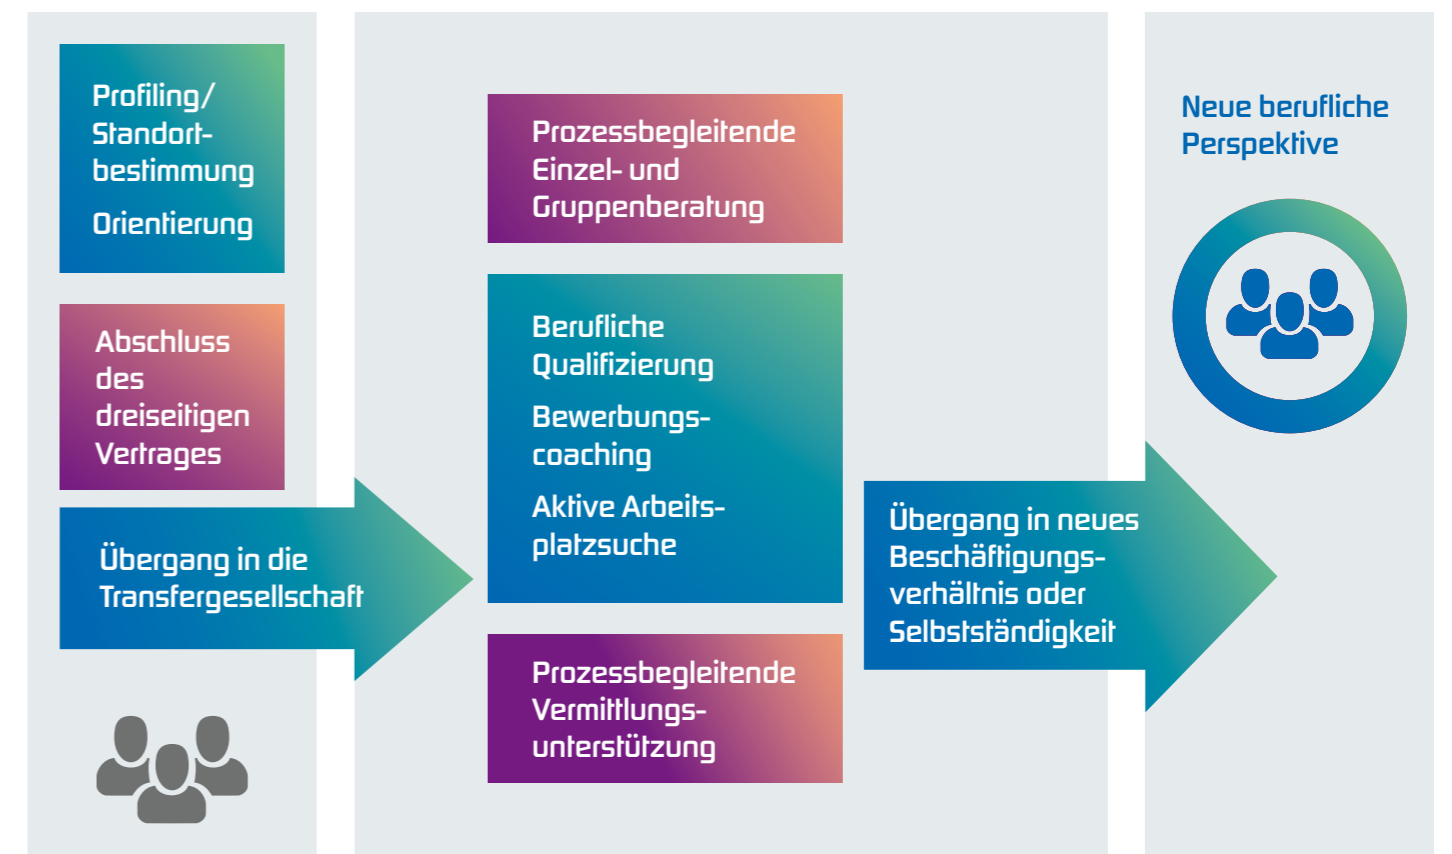 Profiling/
Standort-
bestimmung
Orientierung
Abschluss
des
dreiseitigen
Vertrages
Übergang in die
Transfergesellschaft
Prozessbegleitende
Einzel- und
Gruppenberatung
Berufliche
Qualifizierung
Bewerbungs-
coaching
Aktive Arbeits-
platzsuche
Prozessbegleitende
Vermittlungs-
unterstützung
Übergang in neues
Beschäftigungs-
verhältnis oder
Selbstständigkeit
Neue berufliche
Perspektive